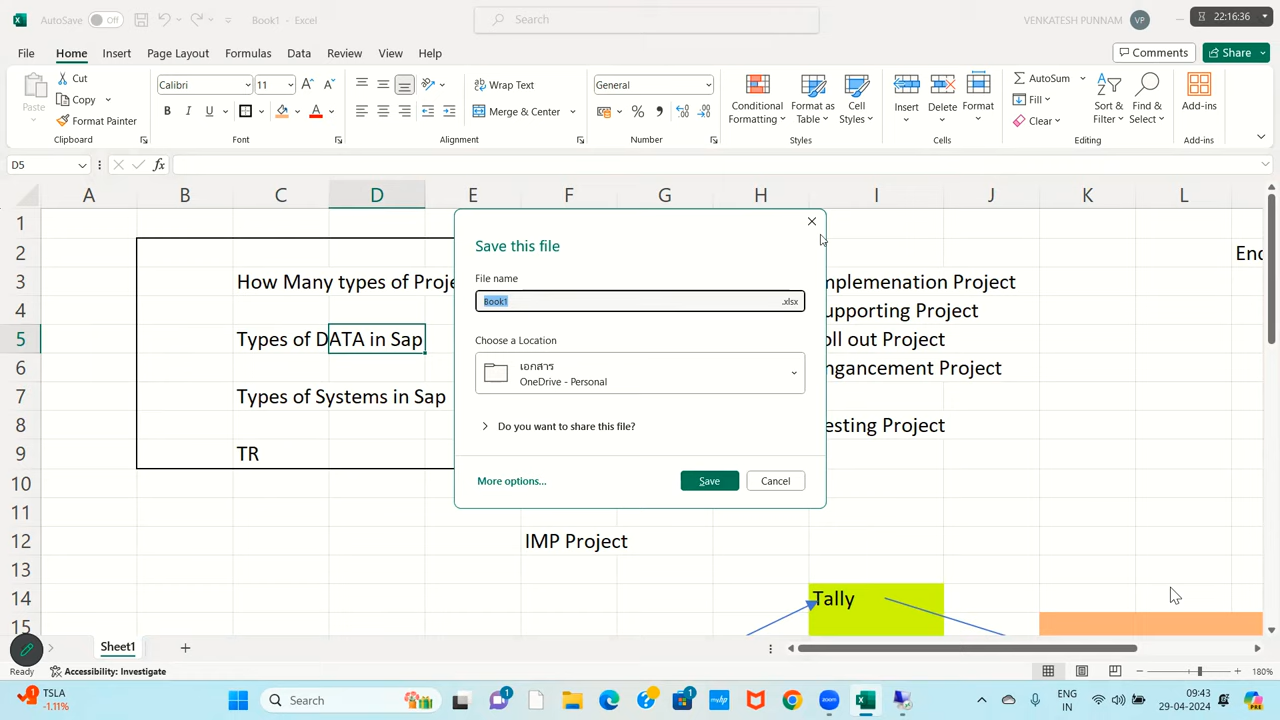 AutoSave Off Book1 - Excel Search VENKATESH PUNNAM VP 22:16:36
File Home Insert Page Layout Formulas Data Review View Help Comments Share
Paste Cut Copy Format Painter Clipboard
Calibri 11 B I U A Font
Wrap Text Merge & Center Alignment
General % Number
Conditional Formatting Format as Table Cell Styles Styles
Insert Delete Format Cells
AutoSum Fill Clear Sort & Filter Find & Select Editing
Add-ins Add-ins
D5 fx
A B C D E F G H I J K L
1
2
3 How Many types of Proje mplemenation Project
4 upporting Project
5 Types of DATA in Sap oll out Project
6 ngancement Project
7 Types of Systems in Sap
8 esting Project
9 TR
10
11
12 IMP Project
13
14 Tally
15
Save this file
File name
Book1 .xlsx
Choose a Location
เอกสาร
OneDrive - Personal
Do you want to share this file?
More options... Save Cancel
Sheet1
Ready Accessibility: Investigate 180%
TSLA
-1.11%
Search
ENG
IN
09:43
29-04-2024